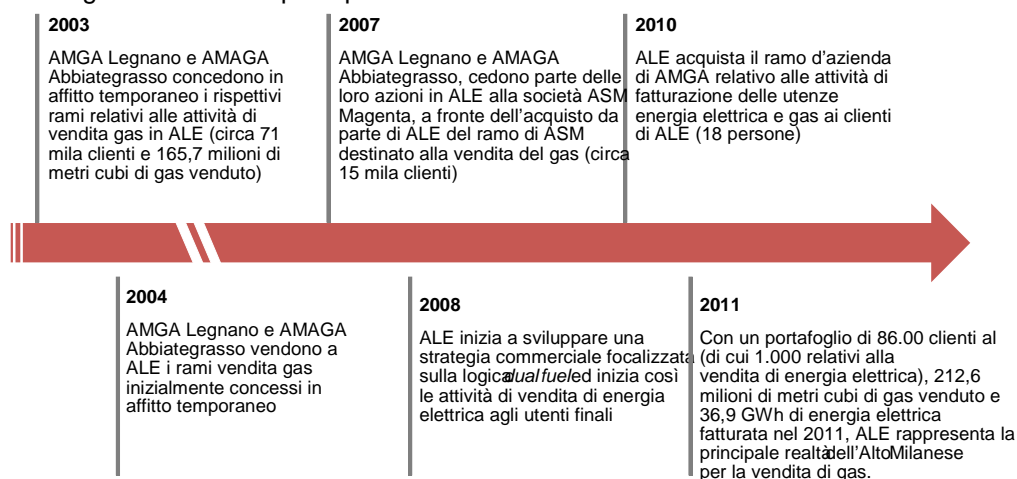 2003
AMGA Legnano e AMAGA
Abbiategrasso concedono in
affitto temporaneo i rispettivi
rami relativi alle attività di
vendita gas in ALE (circa 71
mila clienti e 165,7 milioni di
metri cubi di gas venduto)
2007
AMGA Legnano e AMAGA
Abbiategrasso, cedono parte delle
loro azioni in ALE alla società ASM
Magenta, a fronte dell'acquisto da
parte di ALE del ramo di ASM
destinato alla vendita del gas (circa
15 mila clienti)
2010
ALE acquista il ramo d'azienda
di AMGA relativo alle attività di
fatturazione delle utenze
energia elettrica e gas ai clienti
di ALE (18 persone)
2004
AMGA Legnano e AMAGA
Abbiategrasso vendono a
ALE i rami vendita gas
inizialmente concessi in
affitto temporaneo
2008
ALE inizia a sviluppare una
strategia commerciale focalizzata
sulla logica dual fuel ed inizia così
le attività di vendita di energia
elettrica agli utenti finali
2011
Con un portafoglio di 86.00 clienti al
(di cui 1.000 relativi alla
vendita di energia elettrica), 212,6
milioni di metri cubi di gas venduto e
36,9 GWh di energia elettrica
fatturata nel 2011, ALE rappresenta la
principale realtà dell'Alto Milanese
per la vendita di gas.